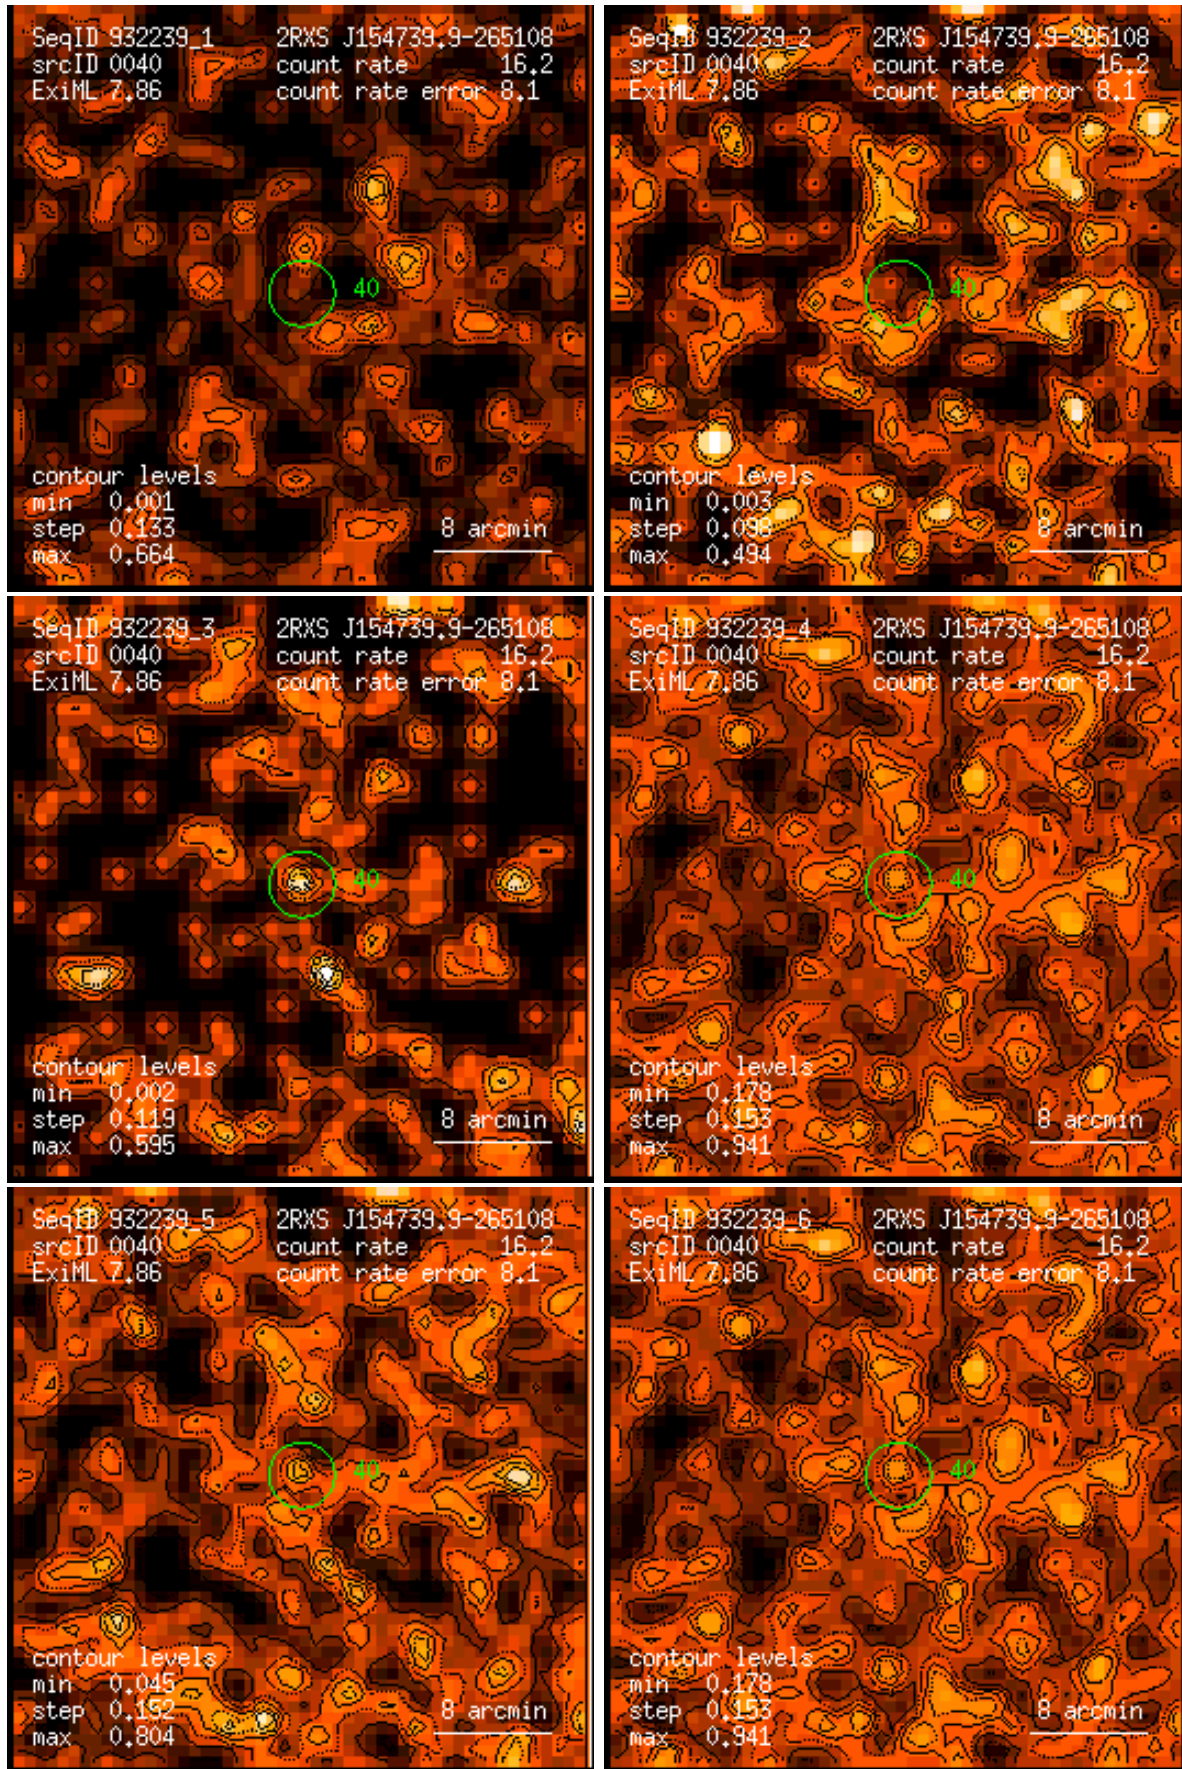 SeqID 932239_1 2RXS J154739.9-265108
srcID 0040 count rate 16.2
ExiML 7.86 count rate error 8.1
40
contour levels
min 0.001
step 0.133 8 arcmin
max 0.664
SeqID 932239_2 2RXS J154739.9-265108
srcID 0040 count rate 16.2
ExiML 7.86 count rate error 8.1
40
contour levels
min 0.003
step 0.098 8 arcmin
max 0.494
SeqID 932239_3 2RXS J154739.9-265108
srcID 0040 count rate 16.2
ExiML 7.86 count rate error 8.1
40
contour levels
min 0.002
step 0.119 8 arcmin
max 0.595
SeqID 932239_4 2RXS J154739.9-265108
srcID 0040 count rate 16.2
ExiML 7.86 count rate error 8.1
40
contour levels
min 0.178
step 0.153 8 arcmin
max 0.941
SeqID 932239_5 2RXS J154739.9-265108
srcID 0040 count rate 16.2
ExiML 7.86 count rate error 8.1
40
contour levels
min 0.045
step 0.152 8 arcmin
max 0.804
SeqID 932239_6 2RXS J154739.9-265108
srcID 0040 count rate 16.2
ExiML 7.86 count rate error 8.1
40
contour levels
min 0.178
step 0.153 8 arcmin
max 0.941